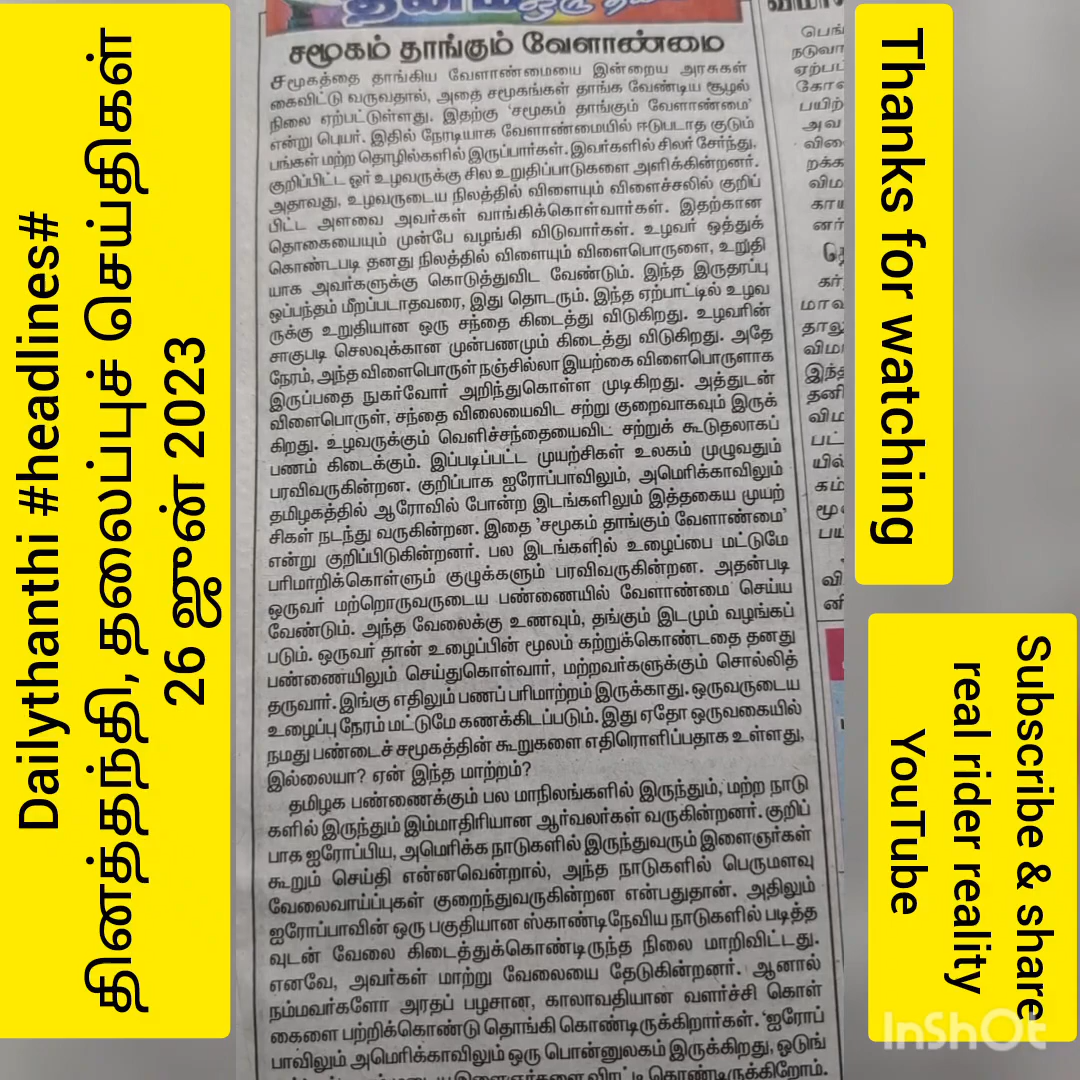 Dailythanthi #headlines#
தினத்தந்தி, தலைப்புச் செய்திகள்
26 ஜுன் 2023
சமூகம் தாங்கும் வேளாண்மை
சமூகத்தை தாங்கிய வேளாண்மையை இன்றைய அரசுகள்
கைவிட்டு வருவதால், அதை சமூகங்கள் தாங்க வேண்டிய சூழல்
நிலை ஏற்பட்டுள்ளது. இதற்கு 'சமூகம் தாங்கும் வேளாண்மை'
என்று பெயர். இதில் நேரடியாக வேளாண்மையில் ஈடுபடாத குடும்
பங்கள் மற்ற தொழில்களில் இருப்பார்கள். இவர்களில் சிலர் சேர்ந்து,
குறிப்பிட்ட ஓர் உழவருக்கு சில உறுதிப்பாடுகளை அளிக்கின்றனர்.
அதாவது, உழவருடைய நிலத்தில் விளையும் விளைச்சலில் குறிப்
பிட்ட அளவை அவர்கள் வாங்கிக்கொள்வார்கள். இதற்கான
தொகையையும் முன்பே வழங்கி விடுவார்கள். உழவர் ஒத்துக்
கொண்டபடி தனது நிலத்தில் விளையும் விளைபொருளை, உறுதி
யாக அவர்களுக்கு கொடுத்துவிட வேண்டும். இந்த இருதரப்பு
ஒப்பந்தம் மீறப்படாதவரை, இது தொடரும். இந்த ஏற்பாட்டில் உழவ
ருக்கு உறுதியான ஒரு சந்தை கிடைத்து விடுகிறது. உழவரின்
சாகுபடி செலவுக்கான முன்பணமும் கிடைத்து விடுகிறது. அதே
நேரம், அந்த விளைபொருள் நஞ்சில்லா இயற்கை விளைபொருளாக
இருப்பதை நுகர்வோர் அறிந்துகொள்ள முடிகிறது. அத்துடன்
விளைபொருள், சந்தை விலையைவிட சற்று குறைவாகவும் இருக்
கிறது. உழவருக்கும் வெளிச்சந்தையைவிட சற்றுக் கூடுதலாகப்
பணம் கிடைக்கும். இப்படிப்பட்ட முயற்சிகள் உலகம் முழுவதும்
பரவிவருகின்றன. குறிப்பாக ஐரோப்பாவிலும், அமெரிக்காவிலும்
தமிழகத்தில் ஆரோவில் போன்ற இடங்களிலும் இத்தகைய முயற்
சிகள் நடந்து வருகின்றன. இதை 'சமூகம் தாங்கும் வேளாண்மை'
என்று குறிப்பிடுகின்றனர். பல இடங்களில் உழைப்பை மட்டுமே
பரிமாறிக்கொள்ளும் குழுக்களும் பரவிவருகின்றன. அதன்படி
ஒருவர் மற்றொருவருடைய பண்ணையில் வேளாண்மை செய்ய
வேண்டும். அந்த வேலைக்கு உணவும், தங்கும் இடமும் வழங்கப்
படும். ஒருவர் தான் உழைப்பின் மூலம் கற்றுக்கொண்டதை தனது
பண்ணையிலும் செய்துகொள்வார், மற்றவர்களுக்கும் சொல்லித்
தருவார். இங்கு எதிலும் பணப் பரிமாற்றம் இருக்காது. ஒருவருடைய
உழைப்பு நேரம் மட்டுமே கணக்கிடப்படும். இது ஏதோ ஒருவகையில்
நமது பண்டைச் சமூகத்தின் கூறுகளை எதிரொளிப்பதாக உள்ளது,
இல்லையா? ஏன் இந்த மாற்றம்?
தமிழக பண்ணைக்கும் பல மாநிலங்களில் இருந்தும், மற்ற நாடு
களில் இருந்தும் இம்மாதிரியான ஆர்வலர்கள் வருகின்றனர். குறிப்
பாக ஐரோப்பிய, அமெரிக்க நாடுகளில் இருந்துவரும் இளைஞர்கள்
கூறும் செய்தி என்னவென்றால், அந்த நாடுகளில் பெருமளவு
வேலைவாய்ப்புகள் குறைந்துவருகின்றன என்பதுதான். அதிலும்
ஐரோப்பாவின் ஒரு பகுதியான ஸ்காண்டிநேவிய நாடுகளில் படித்த
வுடன் வேலை கிடைத்துக்கொண்டிருந்த நிலை மாறிவிட்டது.
எனவே, அவர்கள் மாற்று வேலையை தேடுகின்றனர். ஆனால்
நம்மவர்களோ அரதப் பழசான, காலாவதியான வளர்ச்சி கொள்
கைளை பற்றிக்கொண்டு தொங்கி கொண்டிருக்கிறார்கள். 'ஐரோப்
பாவிலும் அமெரிக்காவிலும் ஒரு பொன்னுலகம் இருக்கிறது, ஓடுங்
Thanks for watching
Subscribe & share
real rider reality
YouTube
InShOt